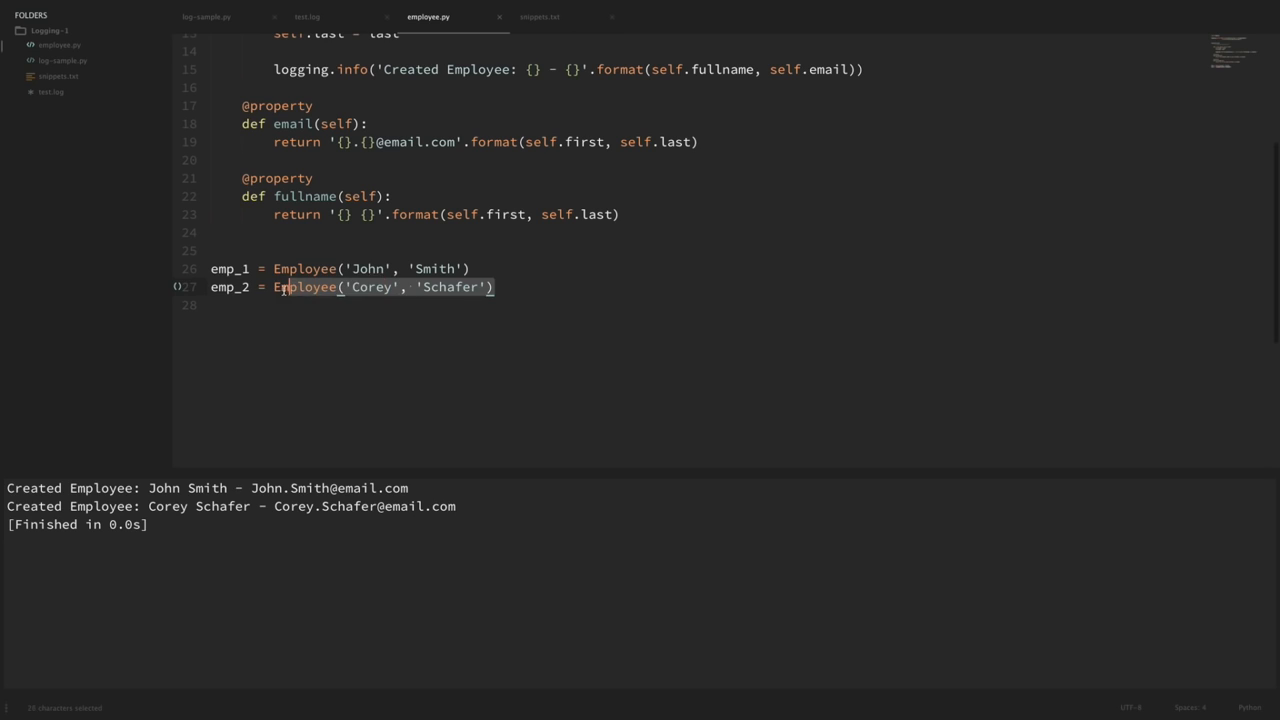 FOLDERS
Logging-1
employee.py
log-sample.py
snippets.txt
test.log
log-sample.py × test.log × employee.py × snippets.txt ×
13 self.last = last
14
15 logging.info('Created Employee: {} - {}'.format(self.fullname, self.email))
16
17 @property
18 def email(self):
19 return '{}.{}@email.com'.format(self.first, self.last)
20
21 @property
22 def fullname(self):
23 return '{} {}'.format(self.first, self.last)
24
25
26 emp_1 = Employee('John', 'Smith')
27 emp_2 = Employee('Corey', 'Schafer')
28
Created Employee: John Smith - John.Smith@email.com
Created Employee: Corey Schafer - Corey.Schafer@email.com
[Finished in 0.0s]
characters selected UTF-8 Spaces: 4 Python